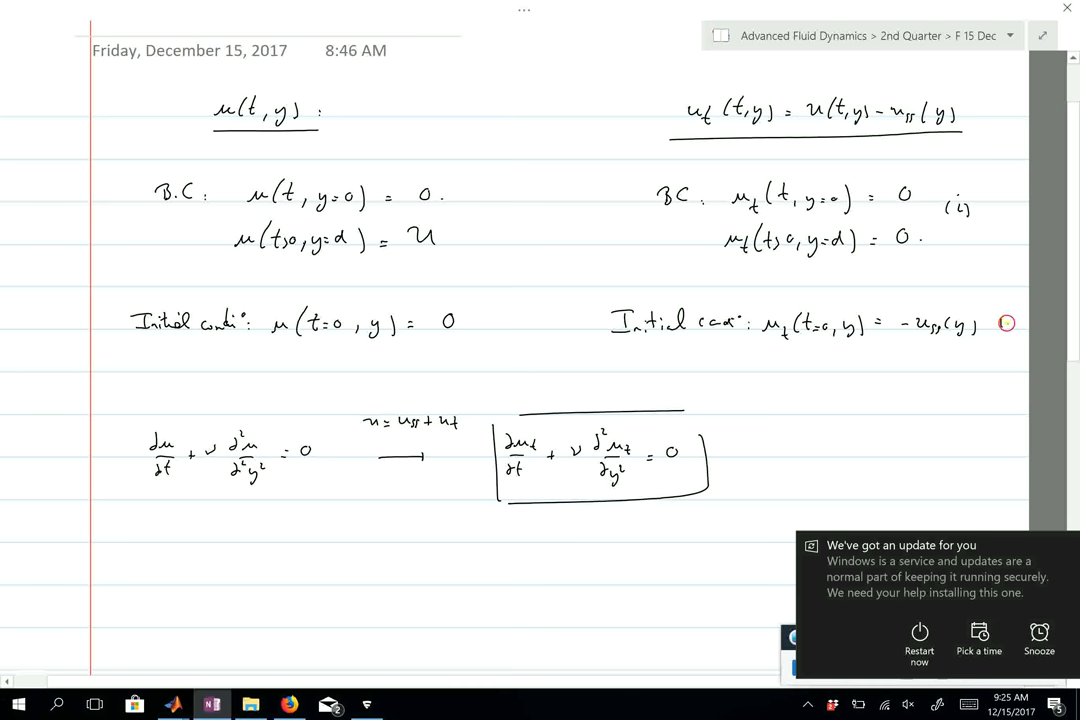 Advanced Fluid Dynamics > 2nd Quarter > F 15 Dec
Friday, December 15, 2017 8:46 AM
u(t, y) :
u_t (t,y) = u(t,y) - u_ss (y)
B.C : u(t, y=0) = 0.
u(t>0, y=d) = U
BC. u_t (t, y=0) = 0 (i)
u_t (t>0, y=d) = 0.
Initial condi°: u(t=0, y) = 0
Initial con°: u_t (t=0, y) = - u_ss (y)
∂u/∂t + ν ∂²u/∂²y² = 0
u = u_ss + u_t
∂u_t/∂t + ν ∂²u_t/∂y² = 0
We've got an update for you
Windows is a service and updates are a
normal part of keeping it running securely.
We need your help installing this one.
Restart now
Pick a time
Snooze
9:25 AM
12/15/2017
2
5